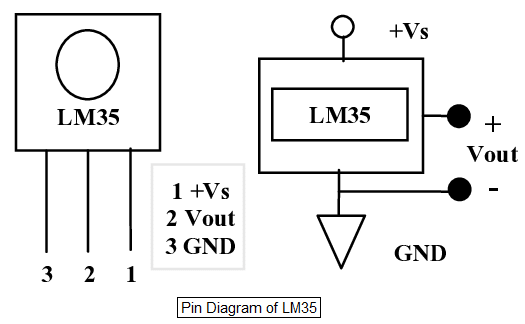 LM35
3 2 1
1 +Vs
2 Vout
3 GND
+Vs
LM35
+
Vout
-
GND
Pin Diagram of LM35